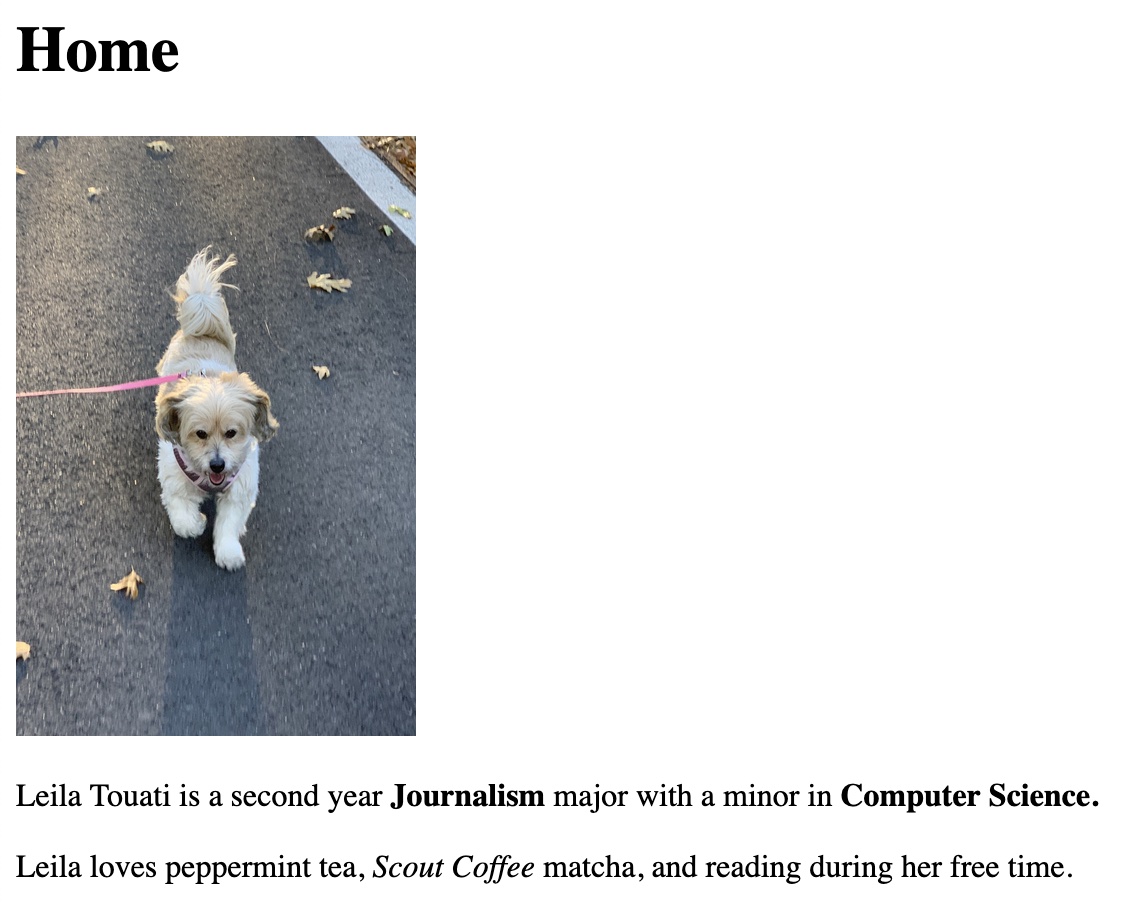 Home
Leila Touati is a second year Journalism major with a minor in Computer Science.
Leila loves peppermint tea, Scout Coffee matcha, and reading during her free time.